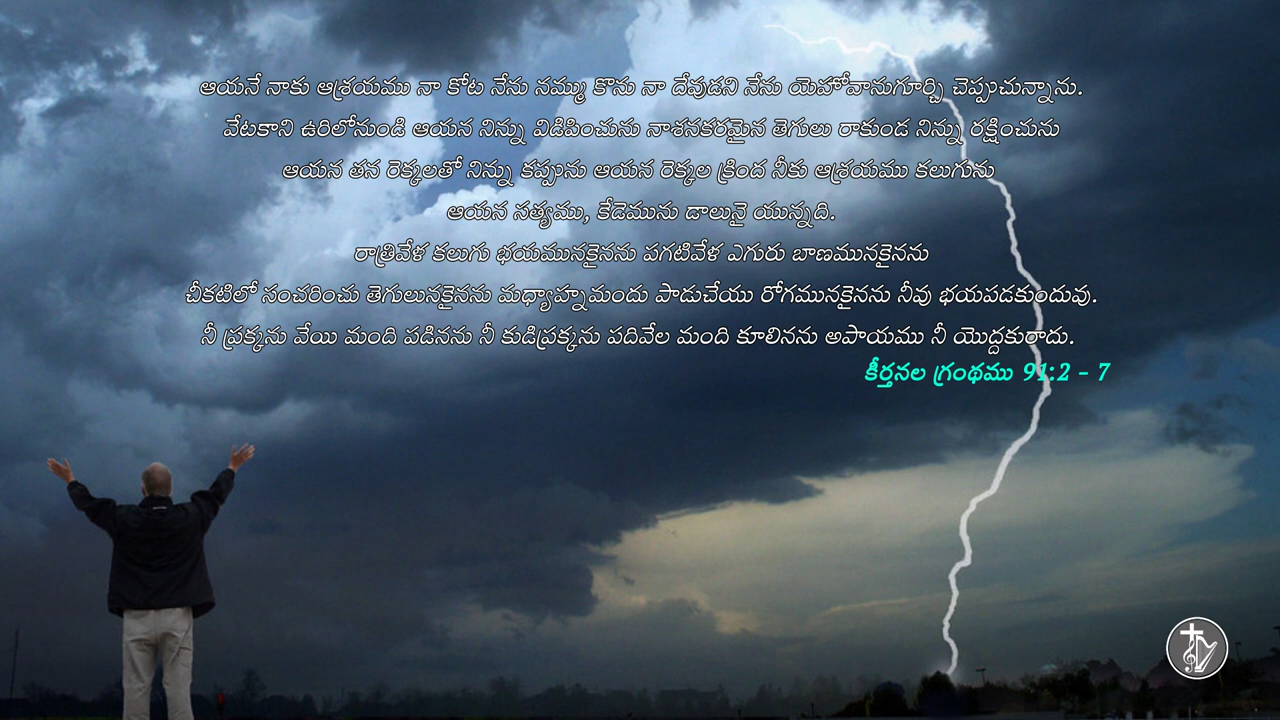 ఆయనే నాకు ఆశ్రయము నా కోట నేను నమ్ము కొను నా దేవుడని నేను యెహోవానుగూర్చి చెప్పుచున్నాను.
వేటకాని ఉరిలోనుండి ఆయన నిన్ను విడిపించును నాశనకరమైన తెగులు రాకుండ నిన్ను రక్షించును
ఆయన తన రెక్కలతో నిన్ను కప్పును ఆయన రెక్కల క్రింద నీకు ఆశ్రయము కలుగును
ఆయన సత్యము, కేడెమును డాలునై యున్నది.
రాత్రివేళ కలుగు భయమునకైనను పగటివేళ ఎగురు బాణమునకైనను
చీకటిలో సంచరించు తెగులునకైనను మధ్యాహ్నమందు పాడుచేయు రోగమునకైనను నీవు భయపడకుందువు.
నీ ప్రక్కను వేయి మంది పడినను నీ కుడిప్రక్కను పదివేల మంది కూలినను అపాయము నీ యొద్దకురాదు.
కీర్తనల గ్రంథము 91:2 - 7